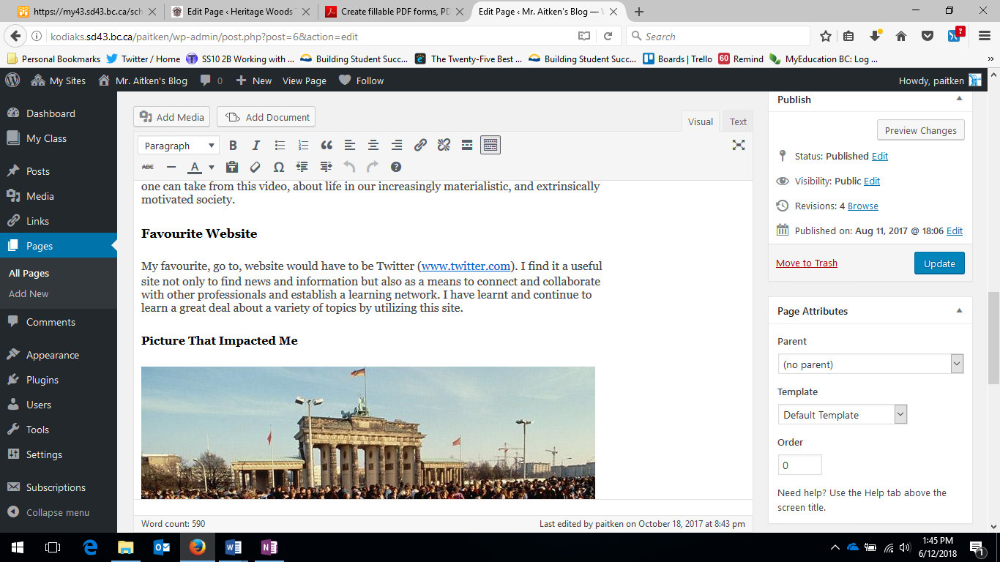 https://my43.sd43.bc.ca/sch
Edit Page ‹ Heritage Woods
Create fillable PDF forms, PD
Edit Page ‹ Mr. Aitken's Blog — W
kodiaks.sd43.bc.ca/paitken/wp-admin/post.php?post=6&action=edit
Search
?
Personal Bookmarks
Twitter / Home
SS10 2B Working with ...
Building Student Succ...
The Twenty-Five Best ...
Building Student Succ...
Boards | Trello
60 Remind
MyEducation BC: Log ...
My Sites
Mr. Aitken's Blog
0
New
View Page
Follow
Howdy, paitken
Dashboard
My Class
Posts
Media
Links
Pages
All Pages
Add New
Comments
Appearance
Plugins
Users
Tools
Settings
Subscriptions
Collapse menu
Add Media
Add Document
Visual
Text
Paragraph
B I
ABC
A
one can take from this video, about life in our increasingly materialistic, and extrinsically
motivated society.
Favourite Website
My favourite, go to, website would have to be Twitter (www.twitter.com). I find it a useful
site not only to find news and information but also as a means to connect and collaborate
with other professionals and establish a learning network. I have learnt and continue to
learn a great deal about a variety of topics by utilizing this site.
Picture That Impacted Me
Word count: 590
Last edited by paitken on October 18, 2017 at 8:43 pm
Publish
Preview Changes
Status: Published Edit
Visibility: Public Edit
Revisions: 4 Browse
Published on: Aug 11, 2017 @ 18:06 Edit
Move to Trash
Update
Page Attributes
Parent
(no parent)
Template
Default Template
Order
0
Need help? Use the Help tab above the
screen title.
1:45 PM
6/12/2018
1